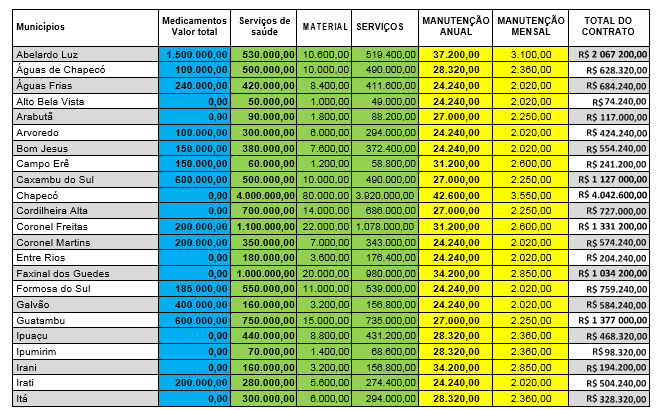 Municípios Medicamentos Valor total Serviços de saúde MATERIAL SERVIÇOS MANUTENÇÃO ANUAL MANUTENÇÃO MENSAL TOTAL DO CONTRATO
Abelardo Luz 1.500.000,00 530.000,00 10.600,00 519.400,00 37.200,00 3.100,00 R$ 2 067 200,00
Águas de Chapecó 100.000,00 500.000,00 10.000,00 490.000,00 28.320,00 2.360,00 R$ 628.320,00
Águas Frias 240.000,00 420.000,00 8.400,00 411.600,00 24.240,00 2.020,00 R$ 684.240,00
Alto Bela Vista 0,00 50.000,00 1.000,00 49.000,00 24.240,00 2.020,00 R$ 74.240,00
Arabutã 0,00 90.000,00 1.800,00 88.200,00 27.000,00 2.250,00 R$ 117.000,00
Arvoredo 100.000,00 300.000,00 6.000,00 294.000,00 24.240,00 2.020,00 R$ 424.240,00
Bom Jesus 150.000,00 380.000,00 7.600,00 372.400,00 24.240,00 2.020,00 R$ 554.240,00
Campo Erê 150.000,00 60.000,00 1.200,00 58.800,00 31.200,00 2.600,00 R$ 241.200,00
Caxambu do Sul 600.000,00 500.000,00 10.000,00 490.000,00 27.000,00 2.250,00 R$ 1 127 000,00
Chapecó 0,00 4.000.000,00 80.000,00 3.920.000,00 42.600,00 3.550,00 R$ 4.042.600,00
Cordilheira Alta 0,00 700.000,00 14.000,00 686.000,00 27.000,00 2.250,00 R$ 727.000,00
Coronel Freitas 200.000,00 1.100.000,00 22.000,00 1.078.000,00 31.200,00 2.600,00 R$ 1 331 200,00
Coronel Martins 200.000,00 350.000,00 7.000,00 343.000,00 24.240,00 2.020,00 R$ 574.240,00
Entre Rios 0,00 180.000,00 3.600,00 176.400,00 24.240,00 2.020,00 R$ 204.240,00
Faxinal dos Guedes 0,00 1.000.000,00 20.000,00 980.000,00 34.200,00 2.850,00 R$ 1 034 200,00
Formosa do Sul 185.000,00 550.000,00 11.000,00 539.000,00 24.240,00 2.020,00 R$ 759.240,00
Galvão 400.000,00 160.000,00 3.200,00 156.800,00 24.240,00 2.020,00 R$ 584.240,00
Guatambu 600.000,00 750.000,00 15.000,00 735.000,00 27.000,00 2.250,00 R$ 1 377 000,00
Ipuaçu 0,00 440.000,00 8.800,00 431.200,00 28.320,00 2.360,00 R$ 468.320,00
Ipumirim 0,00 70.000,00 1.400,00 68.600,00 28.320,00 2.360,00 R$ 98.320,00
Irani 0,00 160.000,00 3.200,00 156.800,00 34.200,00 2.850,00 R$ 194.200,00
Irati 200.000,00 280.000,00 5.600,00 274.400,00 24.240,00 2.020,00 R$ 504.240,00
Itá 0,00 300.000,00 6.000,00 294.000,00 28.320,00 2.360,00 R$ 328.320,00